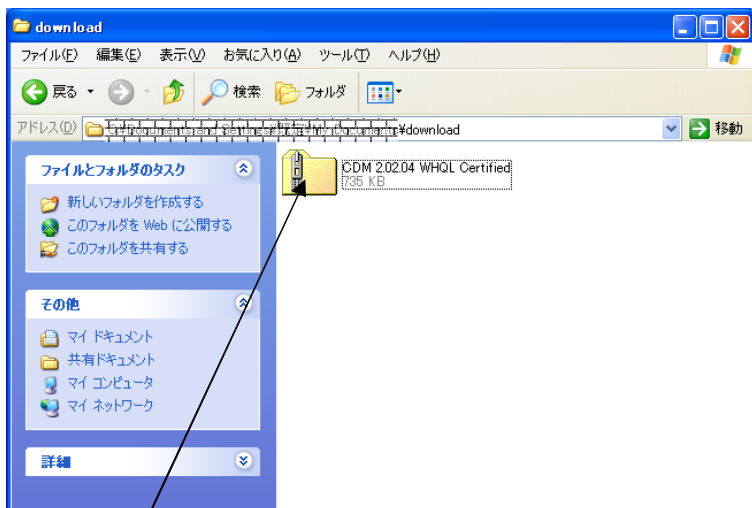 download
ファイル(F) 編集(E) 表示(V) お気に入り(A) ツール(T) ヘルプ(H)
戻る 検索 フォルダ
アドレス(D) C:¥Documents and Settings¥ ¥My Documents¥download 移動
ファイルとフォルダのタスク
新しいフォルダを作成する
このフォルダを Web に公開する
このフォルダを共有する
その他
マイ ドキュメント
共有ドキュメント
マイ コンピュータ
マイ ネットワーク
詳細
CDM 2.02.04 WHQL Certified
735 KB